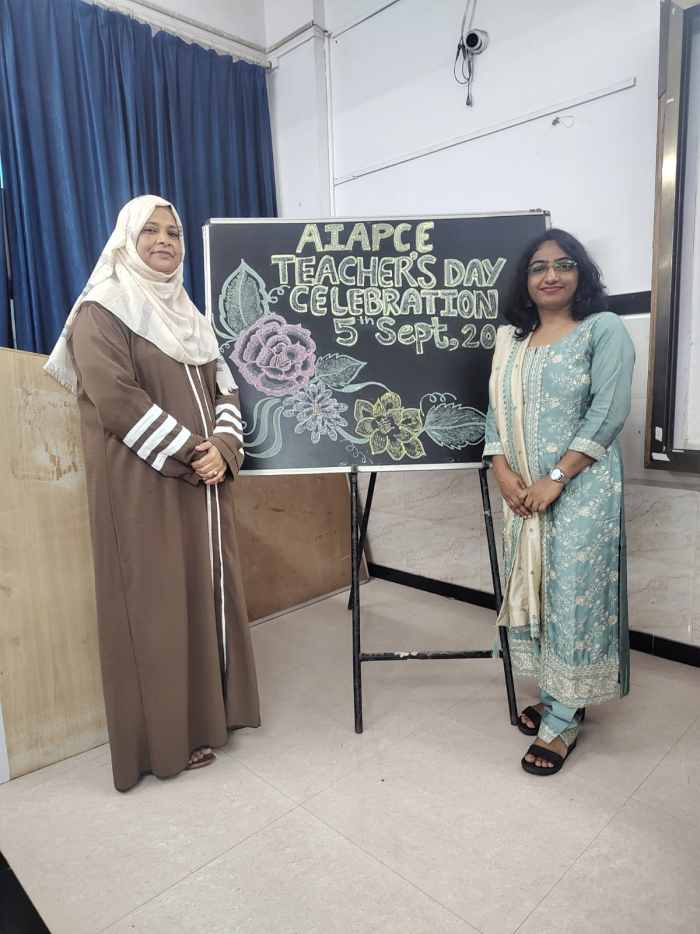 AIAPCE
TEACHER'S DAY
CELEBRATION
5th Sept, 20